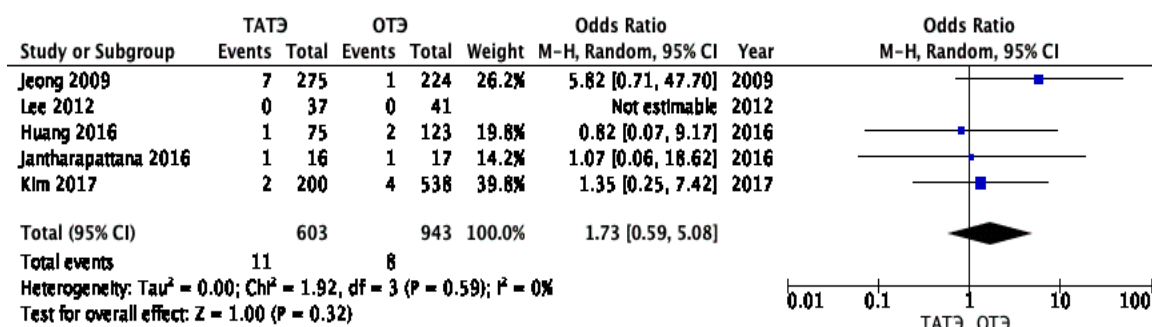 TATЭ OTЭ Odds Ratio Odds Ratio
Study or Subgroup Events Total Events Total Weight M-H, Random, 95% CI Year M-H, Random, 95% CI
Jeong 2009 7 275 1 224 26.2% 5.82 [0.71, 47.70] 2009
Lee 2012 0 37 0 41 Not estimable 2012
Huang 2016 1 75 2 123 19.8% 0.82 [0.07, 9.17] 2016
Jantharapattana 2016 1 16 1 17 14.2% 1.07 [0.06, 18.62] 2016
Kim 2017 2 200 4 538 39.8% 1.35 [0.25, 7.42] 2017
Total (95% CI) 603 943 100.0% 1.73 [0.59, 5.08]
Total events 11 8
Heterogeneity: Tau² = 0.00; Chi² = 1.92, df = 3 (P = 0.59); I² = 0%
Test for overall effect: Z = 1.00 (P = 0.32)
0.01 0.1 1 10 100
TATЭ OTЭ